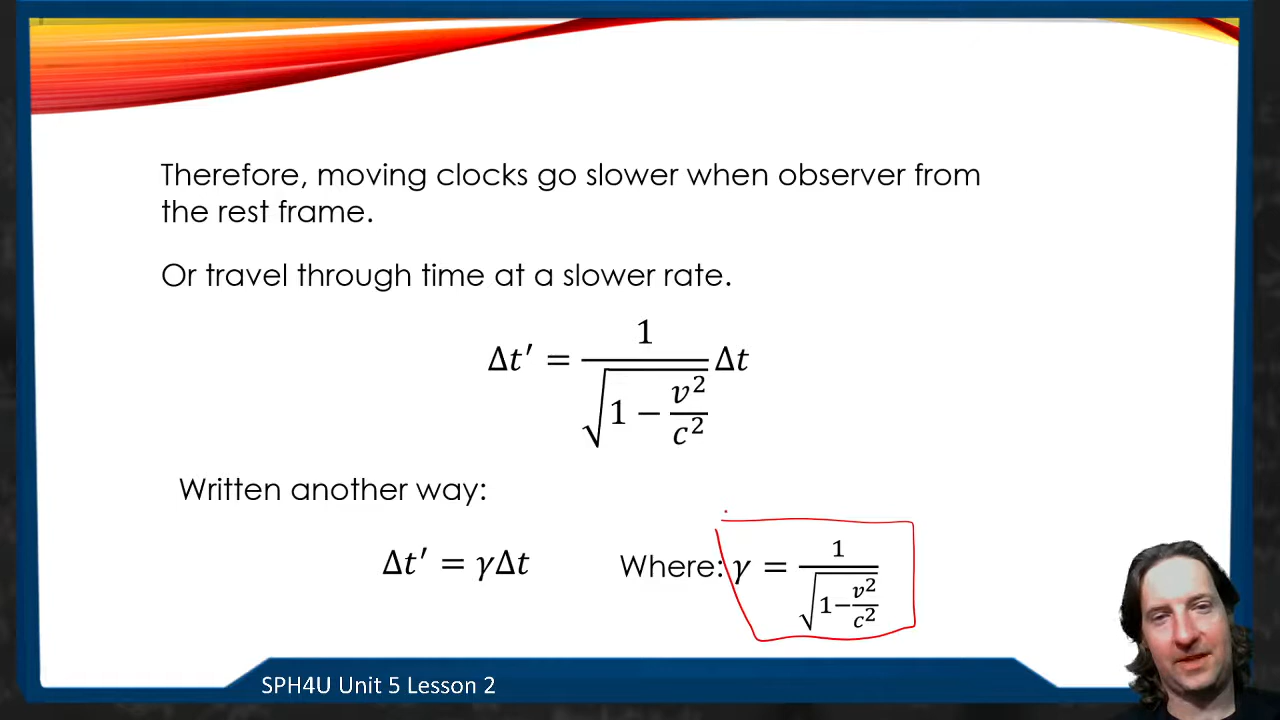 Therefore, moving clocks go slower when observer from
the rest frame.
Or travel through time at a slower rate.
Δt′ = 1/√(1 − v²/c²) Δt
Written another way:
Δt′ = γΔt Where: γ = 1/√(1−v²/c²)
SPH4U Unit 5 Lesson 2